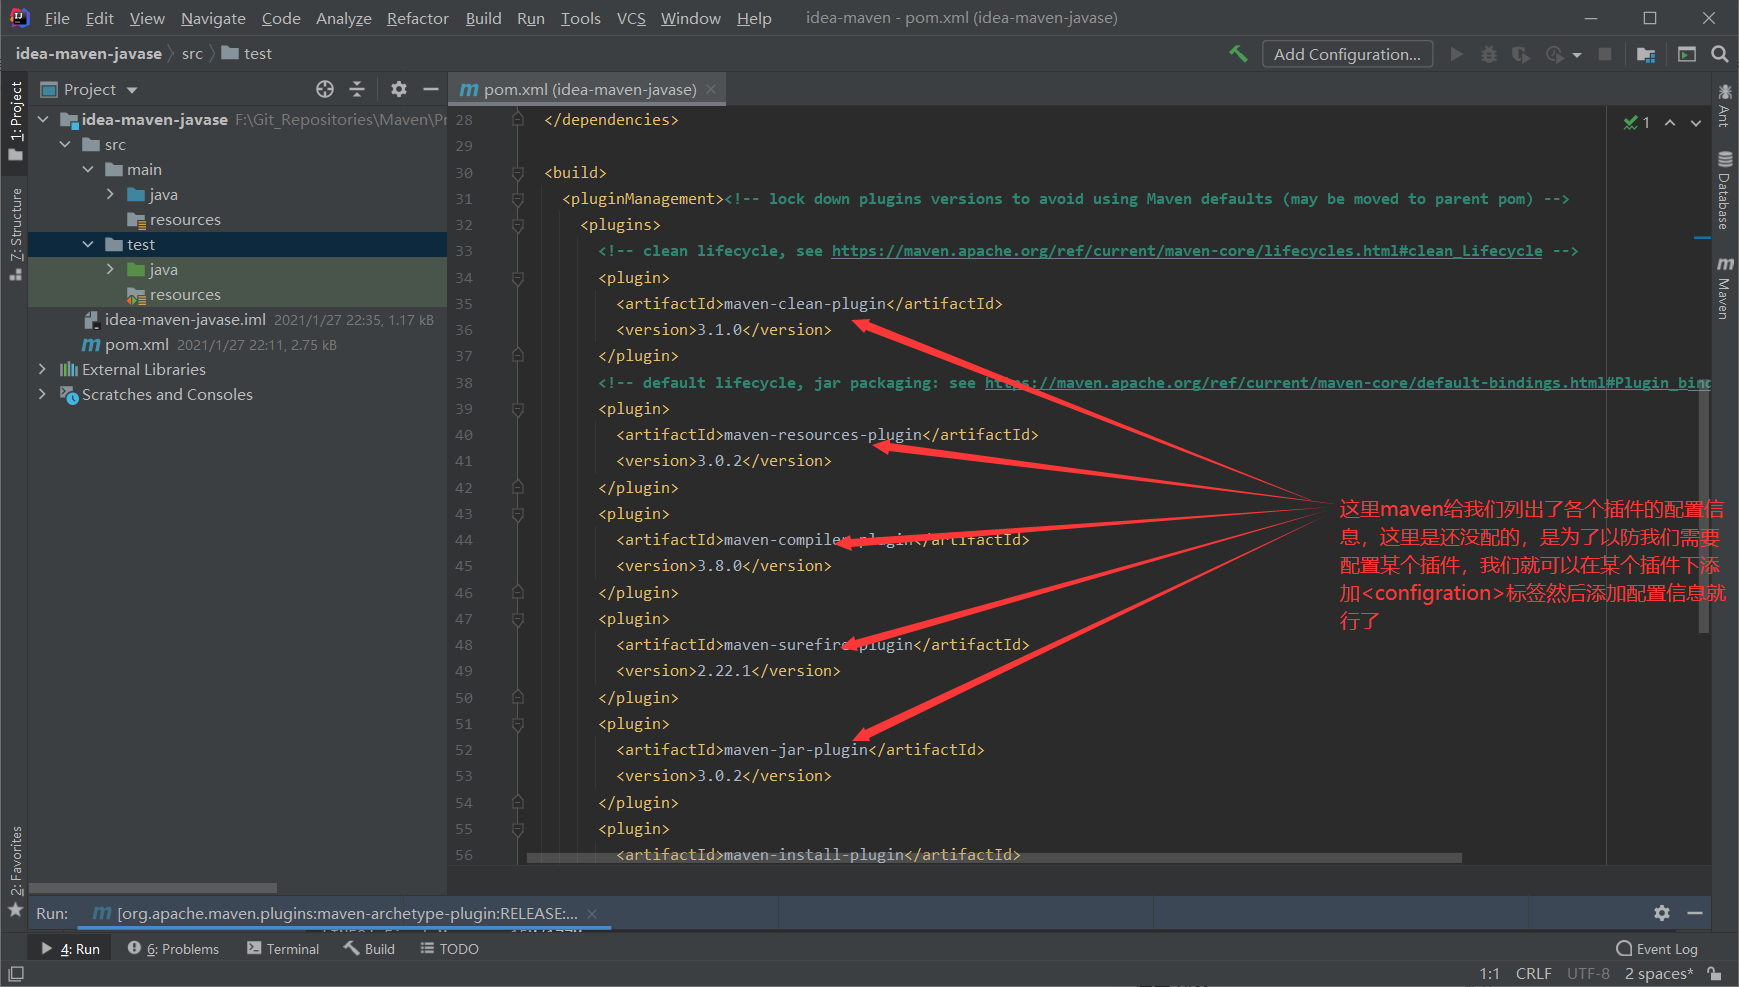 File Edit View Navigate Code Analyze Refactor Build Run Tools VCS Window Help idea-maven - pom.xml (idea-maven-javase)
idea-maven-javase src test Add Configuration...
1: Project
Project
pom.xml (idea-maven-javase)
idea-maven-javase F:\Git_Repositories\Maven\Pr
src
main
java
resources
test
java
resources
idea-maven-javase.iml 2021/1/27 22:35, 1.17 kB
pom.xml 2021/1/27 22:11, 2.75 kB
External Libraries
Scratches and Consoles
7: Structure
2: Favorites
28 </dependencies>
29
30 <build>
31 <pluginManagement><!-- lock down plugins versions to avoid using Maven defaults (may be moved to parent pom) -->
32 <plugins>
33 <!-- clean lifecycle, see https://maven.apache.org/ref/current/maven-core/lifecycles.html#clean_Lifecycle -->
34 <plugin>
35 <artifactId>maven-clean-plugin</artifactId>
36 <version>3.1.0</version>
37 </plugin>
38 <!-- default lifecycle, jar packaging: see https://maven.apache.org/ref/current/maven-core/default-bindings.html#Plugin_bind
39 <plugin>
40 <artifactId>maven-resources-plugin</artifactId>
41 <version>3.0.2</version>
42 </plugin>
43 <plugin>
44 <artifactId>maven-compiler-plugin</artifactId>
45 <version>3.8.0</version>
46 </plugin>
47 <plugin>
48 <artifactId>maven-surefire-plugin</artifactId>
49 <version>2.22.1</version>
50 </plugin>
51 <plugin>
52 <artifactId>maven-jar-plugin</artifactId>
53 <version>3.0.2</version>
54 </plugin>
55 <plugin>
56 <artifactId>maven-install-plugin</artifactId>
1
这里maven给我们列出了各个插件的配置信
息，这里是还没配的，是为了以防我们需要
配置某个插件，我们就可以在某个插件下添
加<configration>标签然后添加配置信息就
行了
Ant
Database
Maven
Run: [org.apache.maven.plugins:maven-archetype-plugin:RELEASE:...
4: Run 6: Problems Terminal Build TODO Event Log
1:1 CRLF UTF-8 2 spaces*